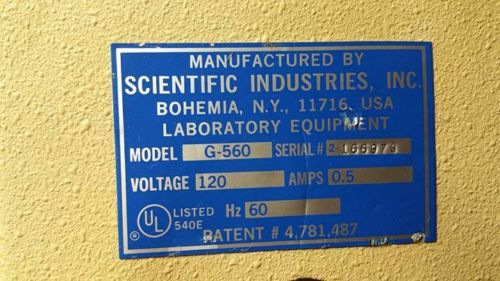 MANUFACTURED BY
SCIENTIFIC INDUSTRIES, INC.
BOHEMIA, N.Y., 11716, USA
LABORATORY EQUIPMENT
MODEL G-560 SERIAL # 2-166973
VOLTAGE 120 AMPS 0.5
UL ® LISTED 540E Hz 60
PATENT # 4,781,487